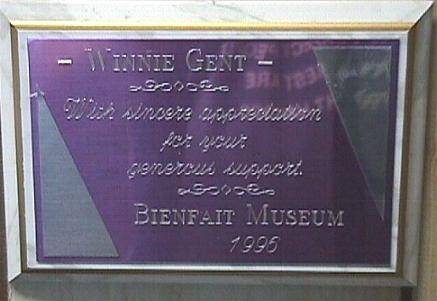 - WINNIE GENT -
With sincere appreciation
for your
generous support.
BIENFAIT MUSEUM
1995